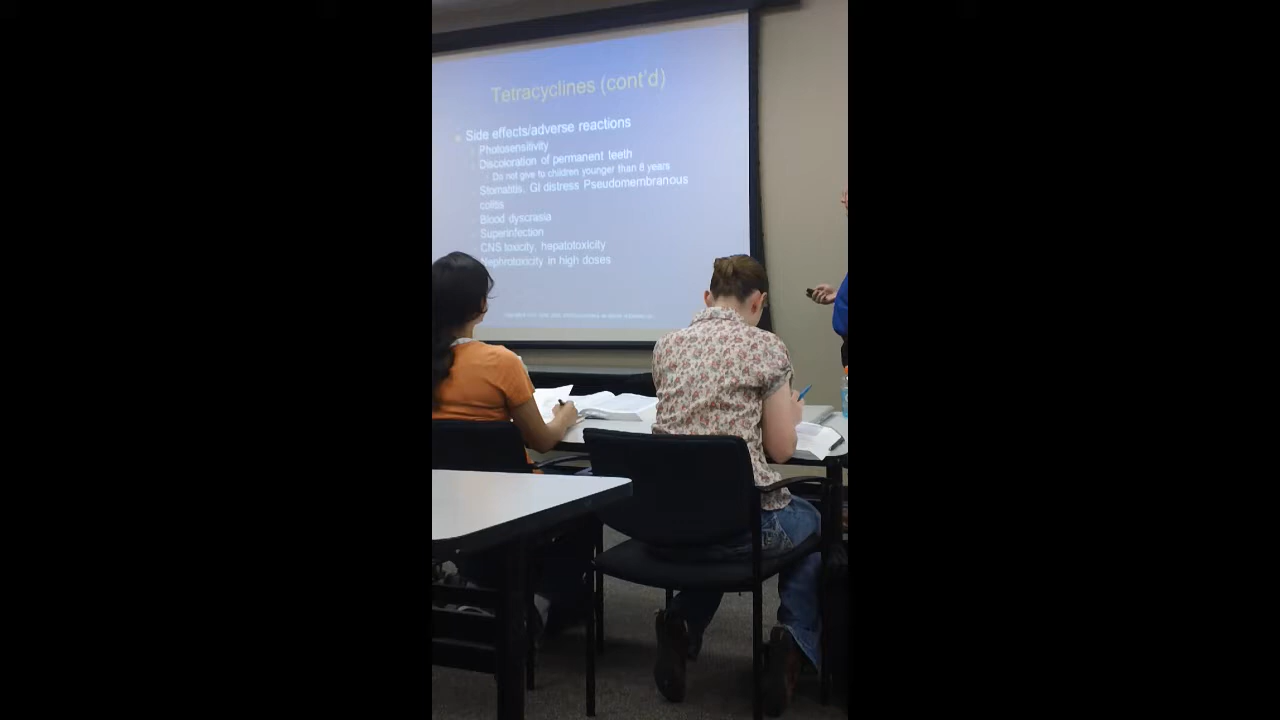 Tetracyclines (cont'd)
Side effects/adverse reactions
Photosensitivity
Discoloration of permanent teeth
Do not give to children younger than 8 years
Stomatitis, GI distress Pseudomembranous
colitis
Blood dyscrasia
Superinfection
CNS toxicity, hepatotoxicity
Nephrotoxicity in high doses